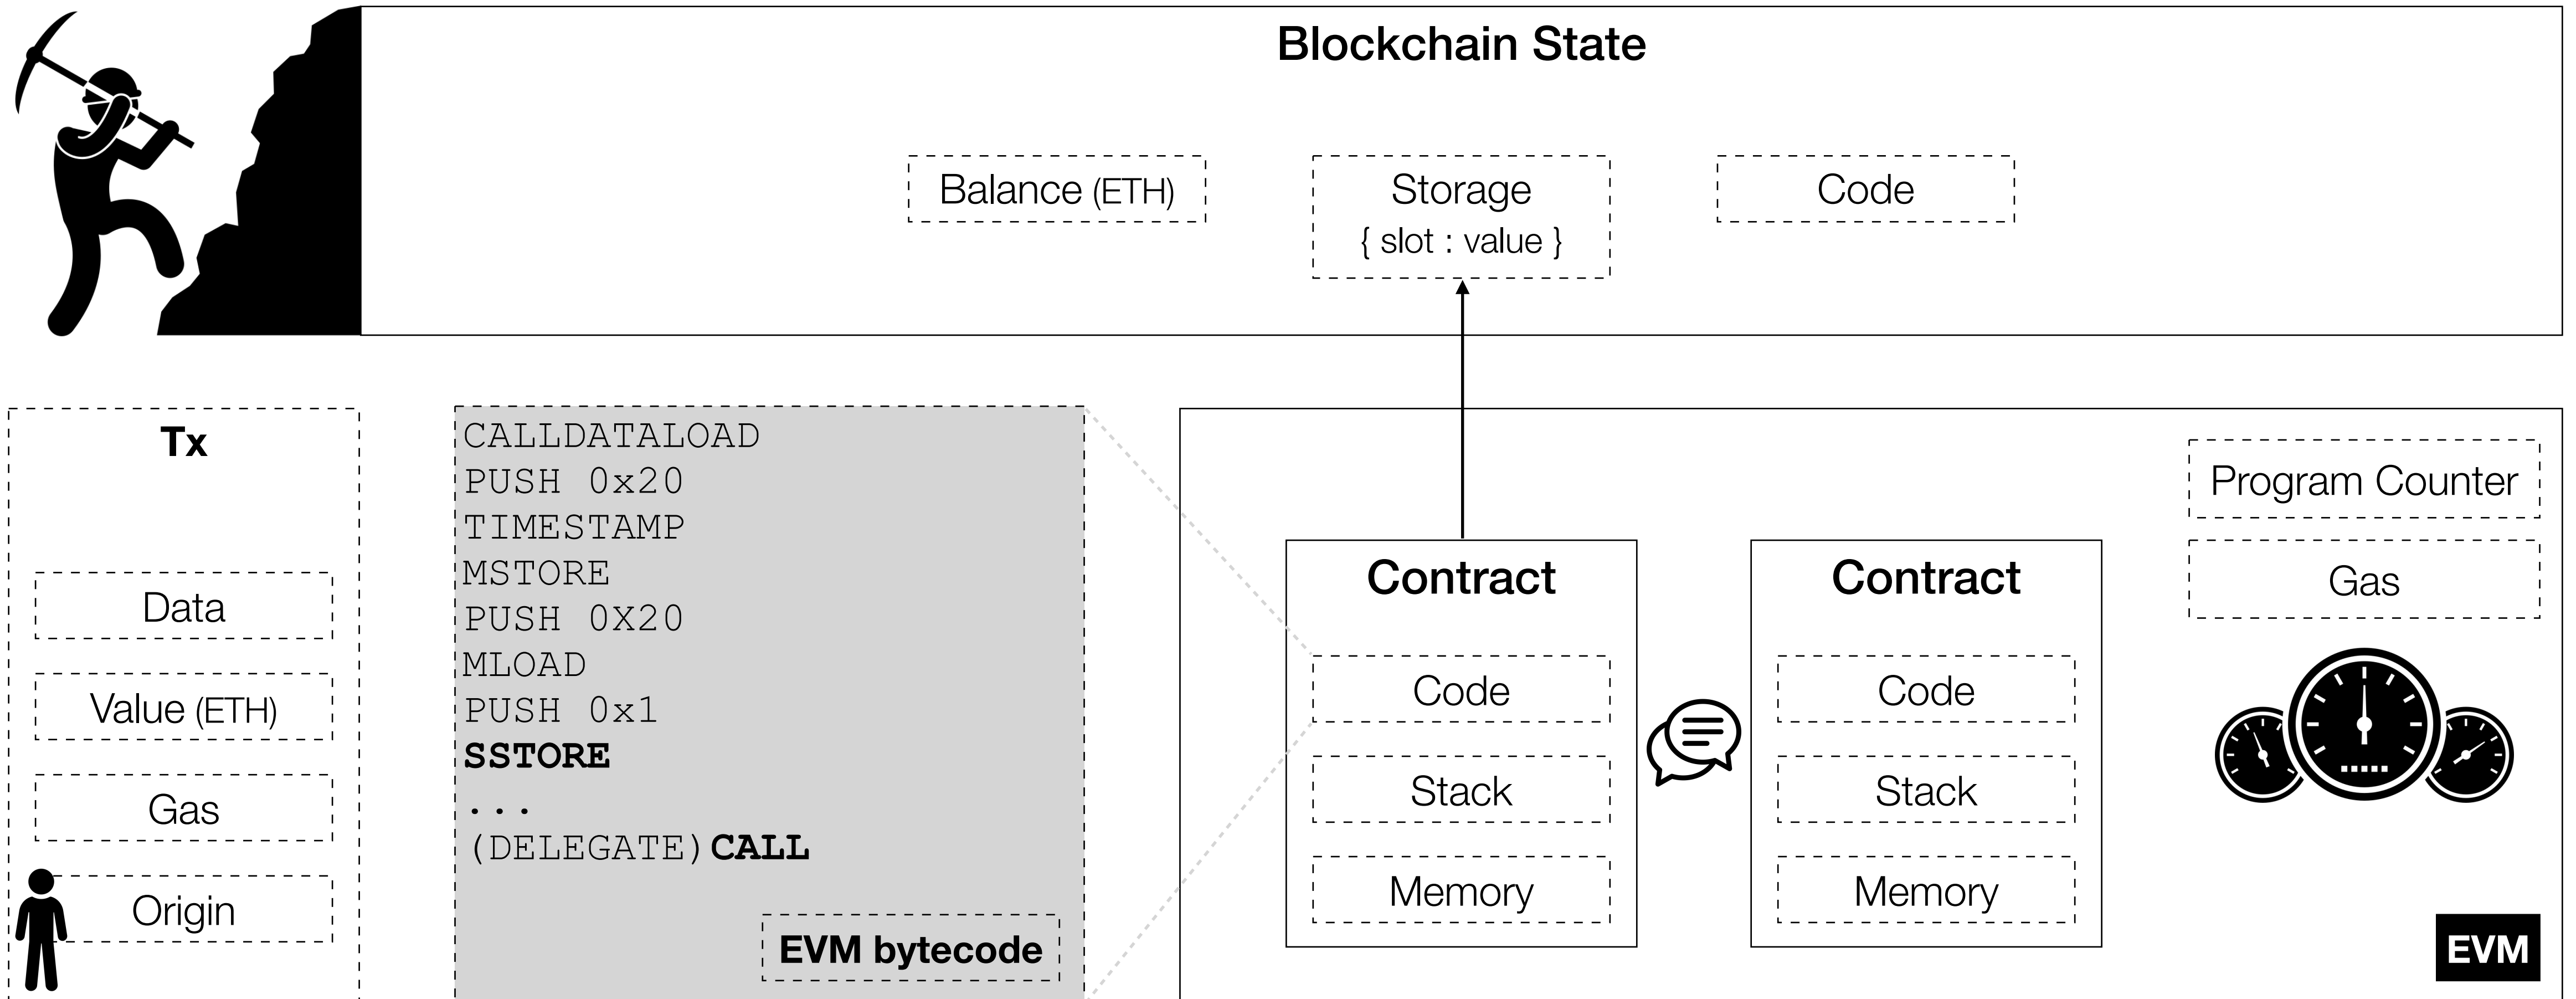 Blockchain State
Balance (ETH)
Storage
{ slot : value }
Code
Tx
Data
Value (ETH)
Gas
Origin
CALLDATALOAD
PUSH 0x20
TIMESTAMP
MSTORE
PUSH 0X20
MLOAD
PUSH 0x1
SSTORE
...
(DELEGATE)CALL
EVM bytecode
Contract
Code
Stack
Memory
Contract
Code
Stack
Memory
Program Counter
Gas
EVM